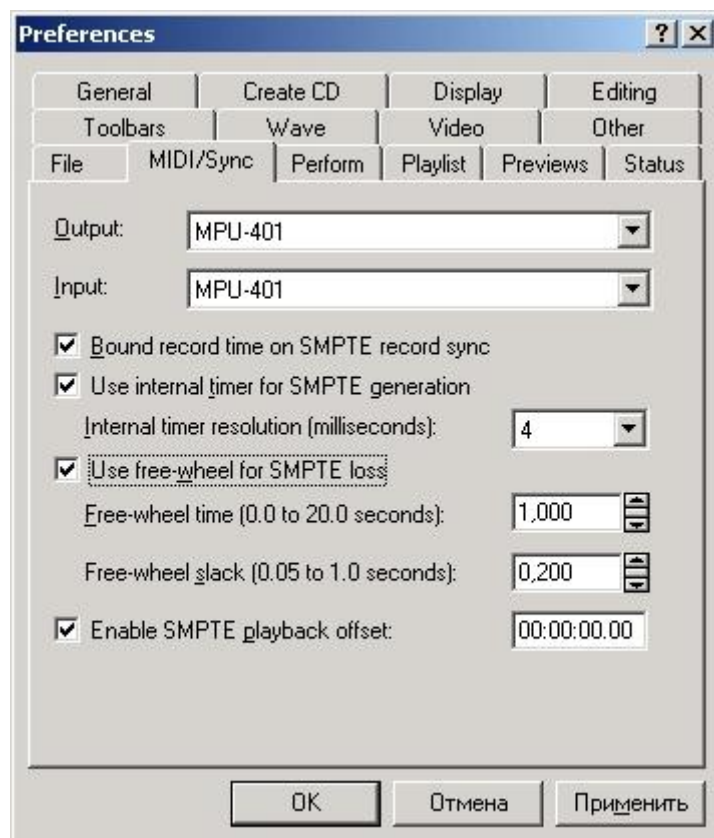 Preferences
General Create CD Display Editing
Toolbars Wave Video Other
File MIDI/Sync Perform Playlist Previews Status
Output: MPU-401
Input: MPU-401
Bound record time on SMPTE record sync
Use internal timer for SMPTE generation
Internal timer resolution (milliseconds): 4
Use free-wheel for SMPTE loss
Free-wheel time (0.0 to 20.0 seconds): 1,000
Free-wheel slack (0.05 to 1.0 seconds): 0,200
Enable SMPTE playback offset: 00:00:00.00
OK Отмена Применить